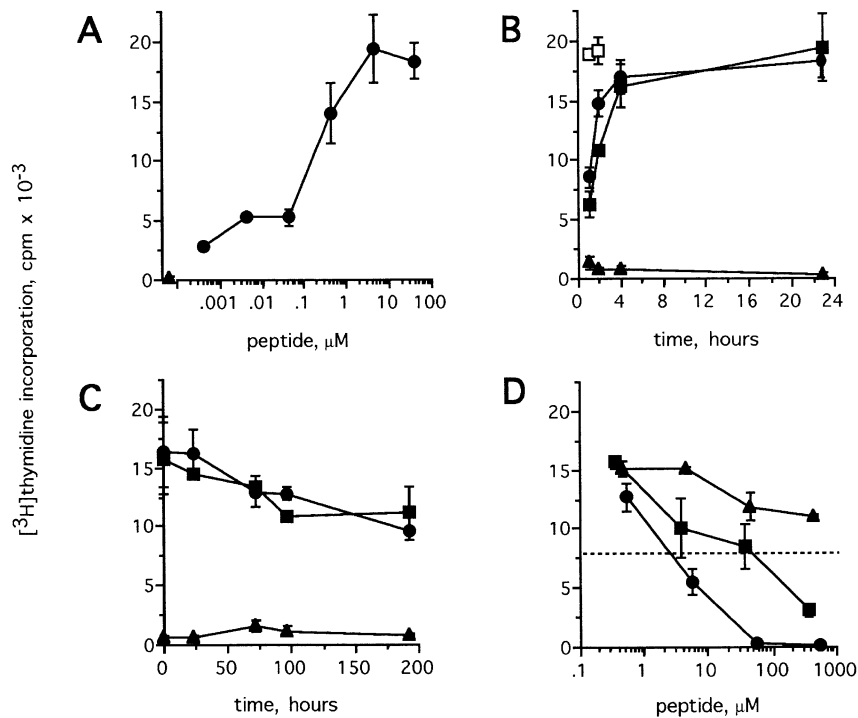 A
20
15
10
5
0
.001 .01 .1 1 10 100
peptide, μM
B
20
15
10
5
0
0 4 8 12 16 20 24
time, hours
[³H]thymidine incorporation, cpm x 10⁻³
C
20
15
10
5
0
0 50 100 150 200
time, hours
D
20
15
10
5
0
.1 1 10 100 1000
peptide, μM